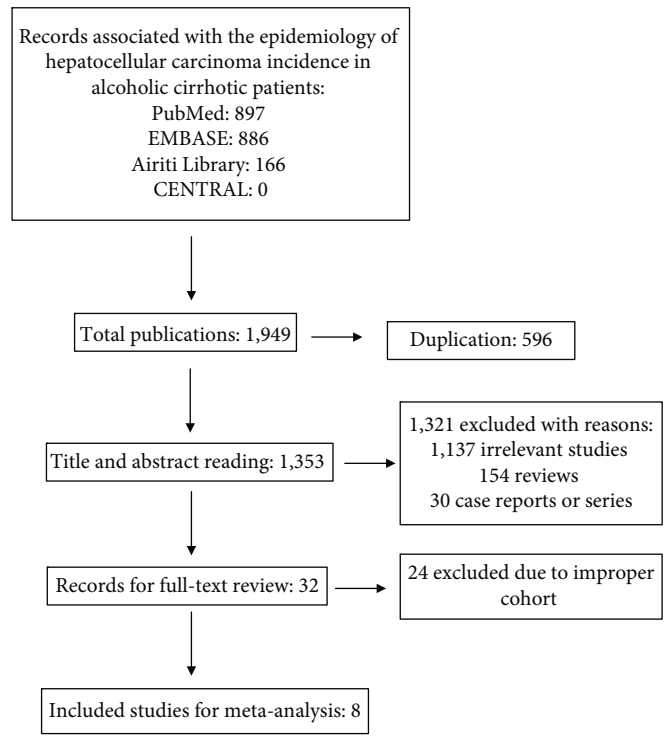 Records associated with the epidemiology of
hepatocellular carcinoma incidence in
alcoholic cirrhotic patients:
PubMed: 897
EMBASE: 886
Airiti Library: 166
CENTRAL: 0
Total publications: 1,949
Duplication: 596
Title and abstract reading: 1,353
1,321 excluded with reasons:
1,137 irrelevant studies
154 reviews
30 case reports or series
Records for full-text review: 32
24 excluded due to improper
cohort
Included studies for meta-analysis: 8